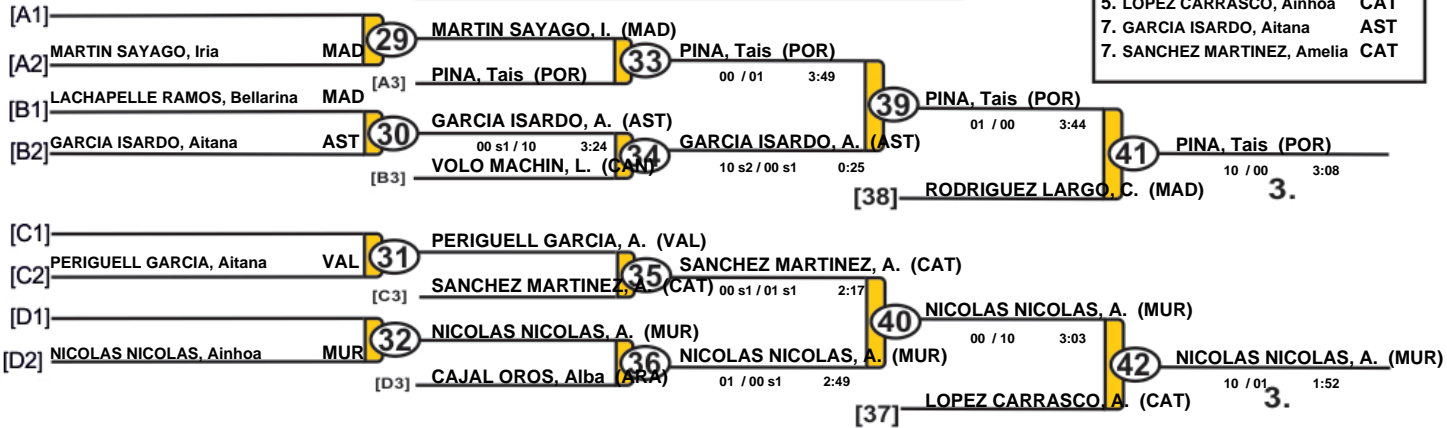 5. LOPEZ CARRASCO, Ainhoa CAT
7. GARCIA ISARDO, Aitana AST
7. SANCHEZ MARTINEZ, Amelia CAT
[A1]
[A2] MARTIN SAYAGO, Iria MAD
29
MARTIN SAYAGO, I. (MAD)
[A3] PINA, Tais (POR)
33
PINA, Tais (POR)
00 / 01 3:49
[B1] LACHAPELLE RAMOS, Bellarina MAD
[B2] GARCIA ISARDO, Aitana AST
30
GARCIA ISARDO, A. (AST)
00 s1 / 10 3:24
[B3] VOLO MACHIN, L. (CAN)
34
GARCIA ISARDO, A. (AST)
10 s2 / 00 s1 0:25
39
PINA, Tais (POR)
01 / 00 3:44
[38] RODRIGUEZ LARGO, C. (MAD)
41
PINA, Tais (POR)
10 / 00 3:08
3.
[C1]
[C2] PERIGUELL GARCIA, Aitana VAL
31
PERIGUELL GARCIA, A. (VAL)
[C3] SANCHEZ MARTINEZ, A. (CAT)
35
SANCHEZ MARTINEZ, A. (CAT)
00 s1 / 01 s1 2:17
[D1]
[D2] NICOLAS NICOLAS, Ainhoa MUR
32
NICOLAS NICOLAS, A. (MUR)
[D3] CAJAL OROS, Alba (ARA)
36
NICOLAS NICOLAS, A. (MUR)
01 / 00 s1 2:49
40
NICOLAS NICOLAS, A. (MUR)
00 / 10 3:03
[37] LOPEZ CARRASCO, A. (CAT)
42
NICOLAS NICOLAS, A. (MUR)
10 / 01 1:52
3.